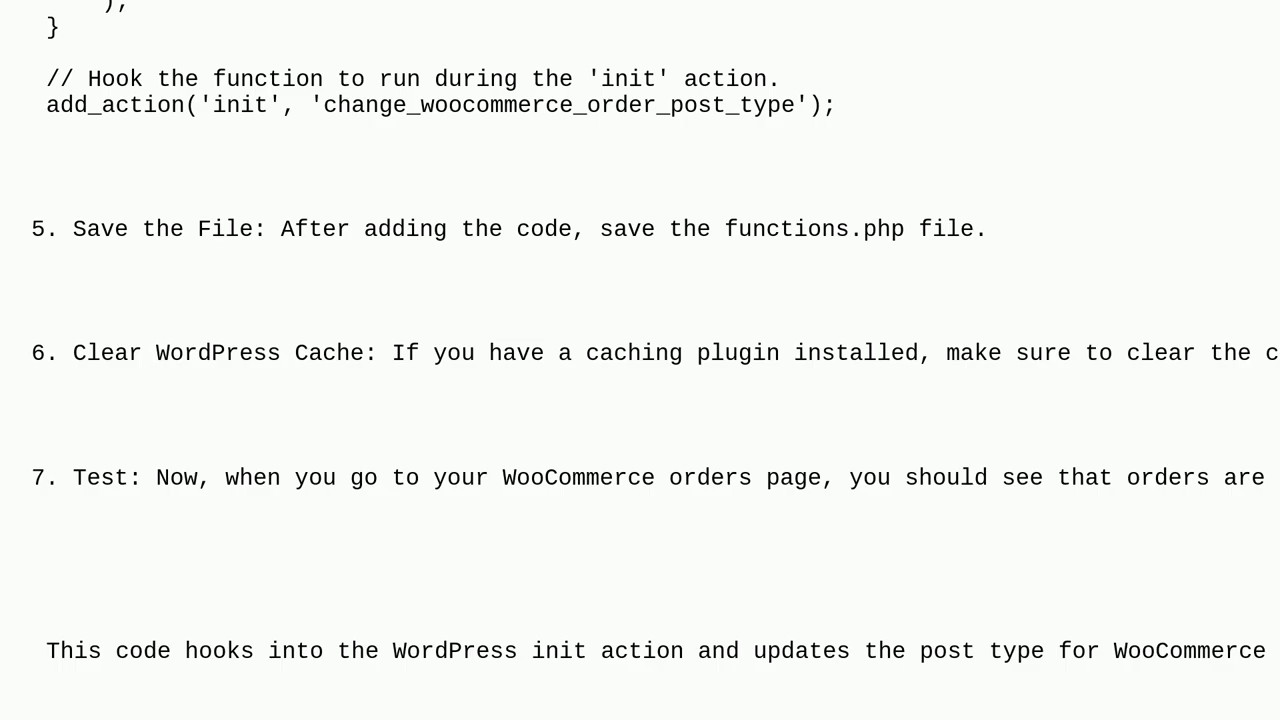 );
}
// Hook the function to run during the 'init' action.
add_action('init', 'change_woocommerce_order_post_type');
5. Save the File: After adding the code, save the functions.php file.
6. Clear WordPress Cache: If you have a caching plugin installed, make sure to clear the c
7. Test: Now, when you go to your WooCommerce orders page, you should see that orders are
This code hooks into the WordPress init action and updates the post type for WooCommerce